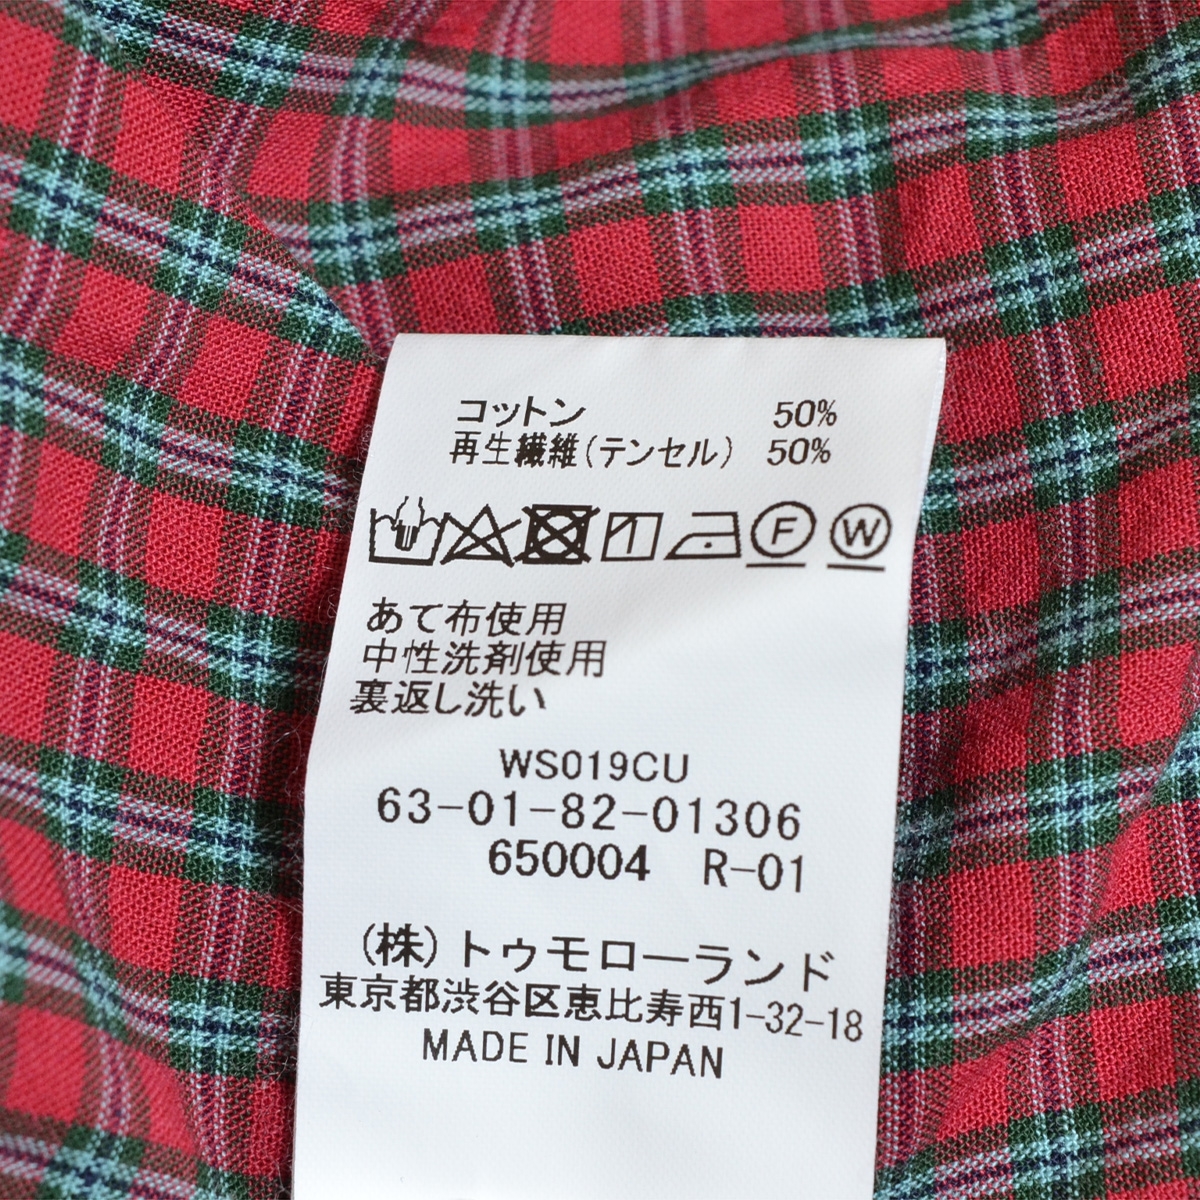 コットン 50%
再生繊維(テンセル) 50%
F W
あて布使用
中性洗剤使用
裏返し洗い
WS019CU
63-01-82-01306
650004 R-01
(株)トゥモローランド
東京都渋谷区恵比寿西1-32-18
MADE IN JAPAN